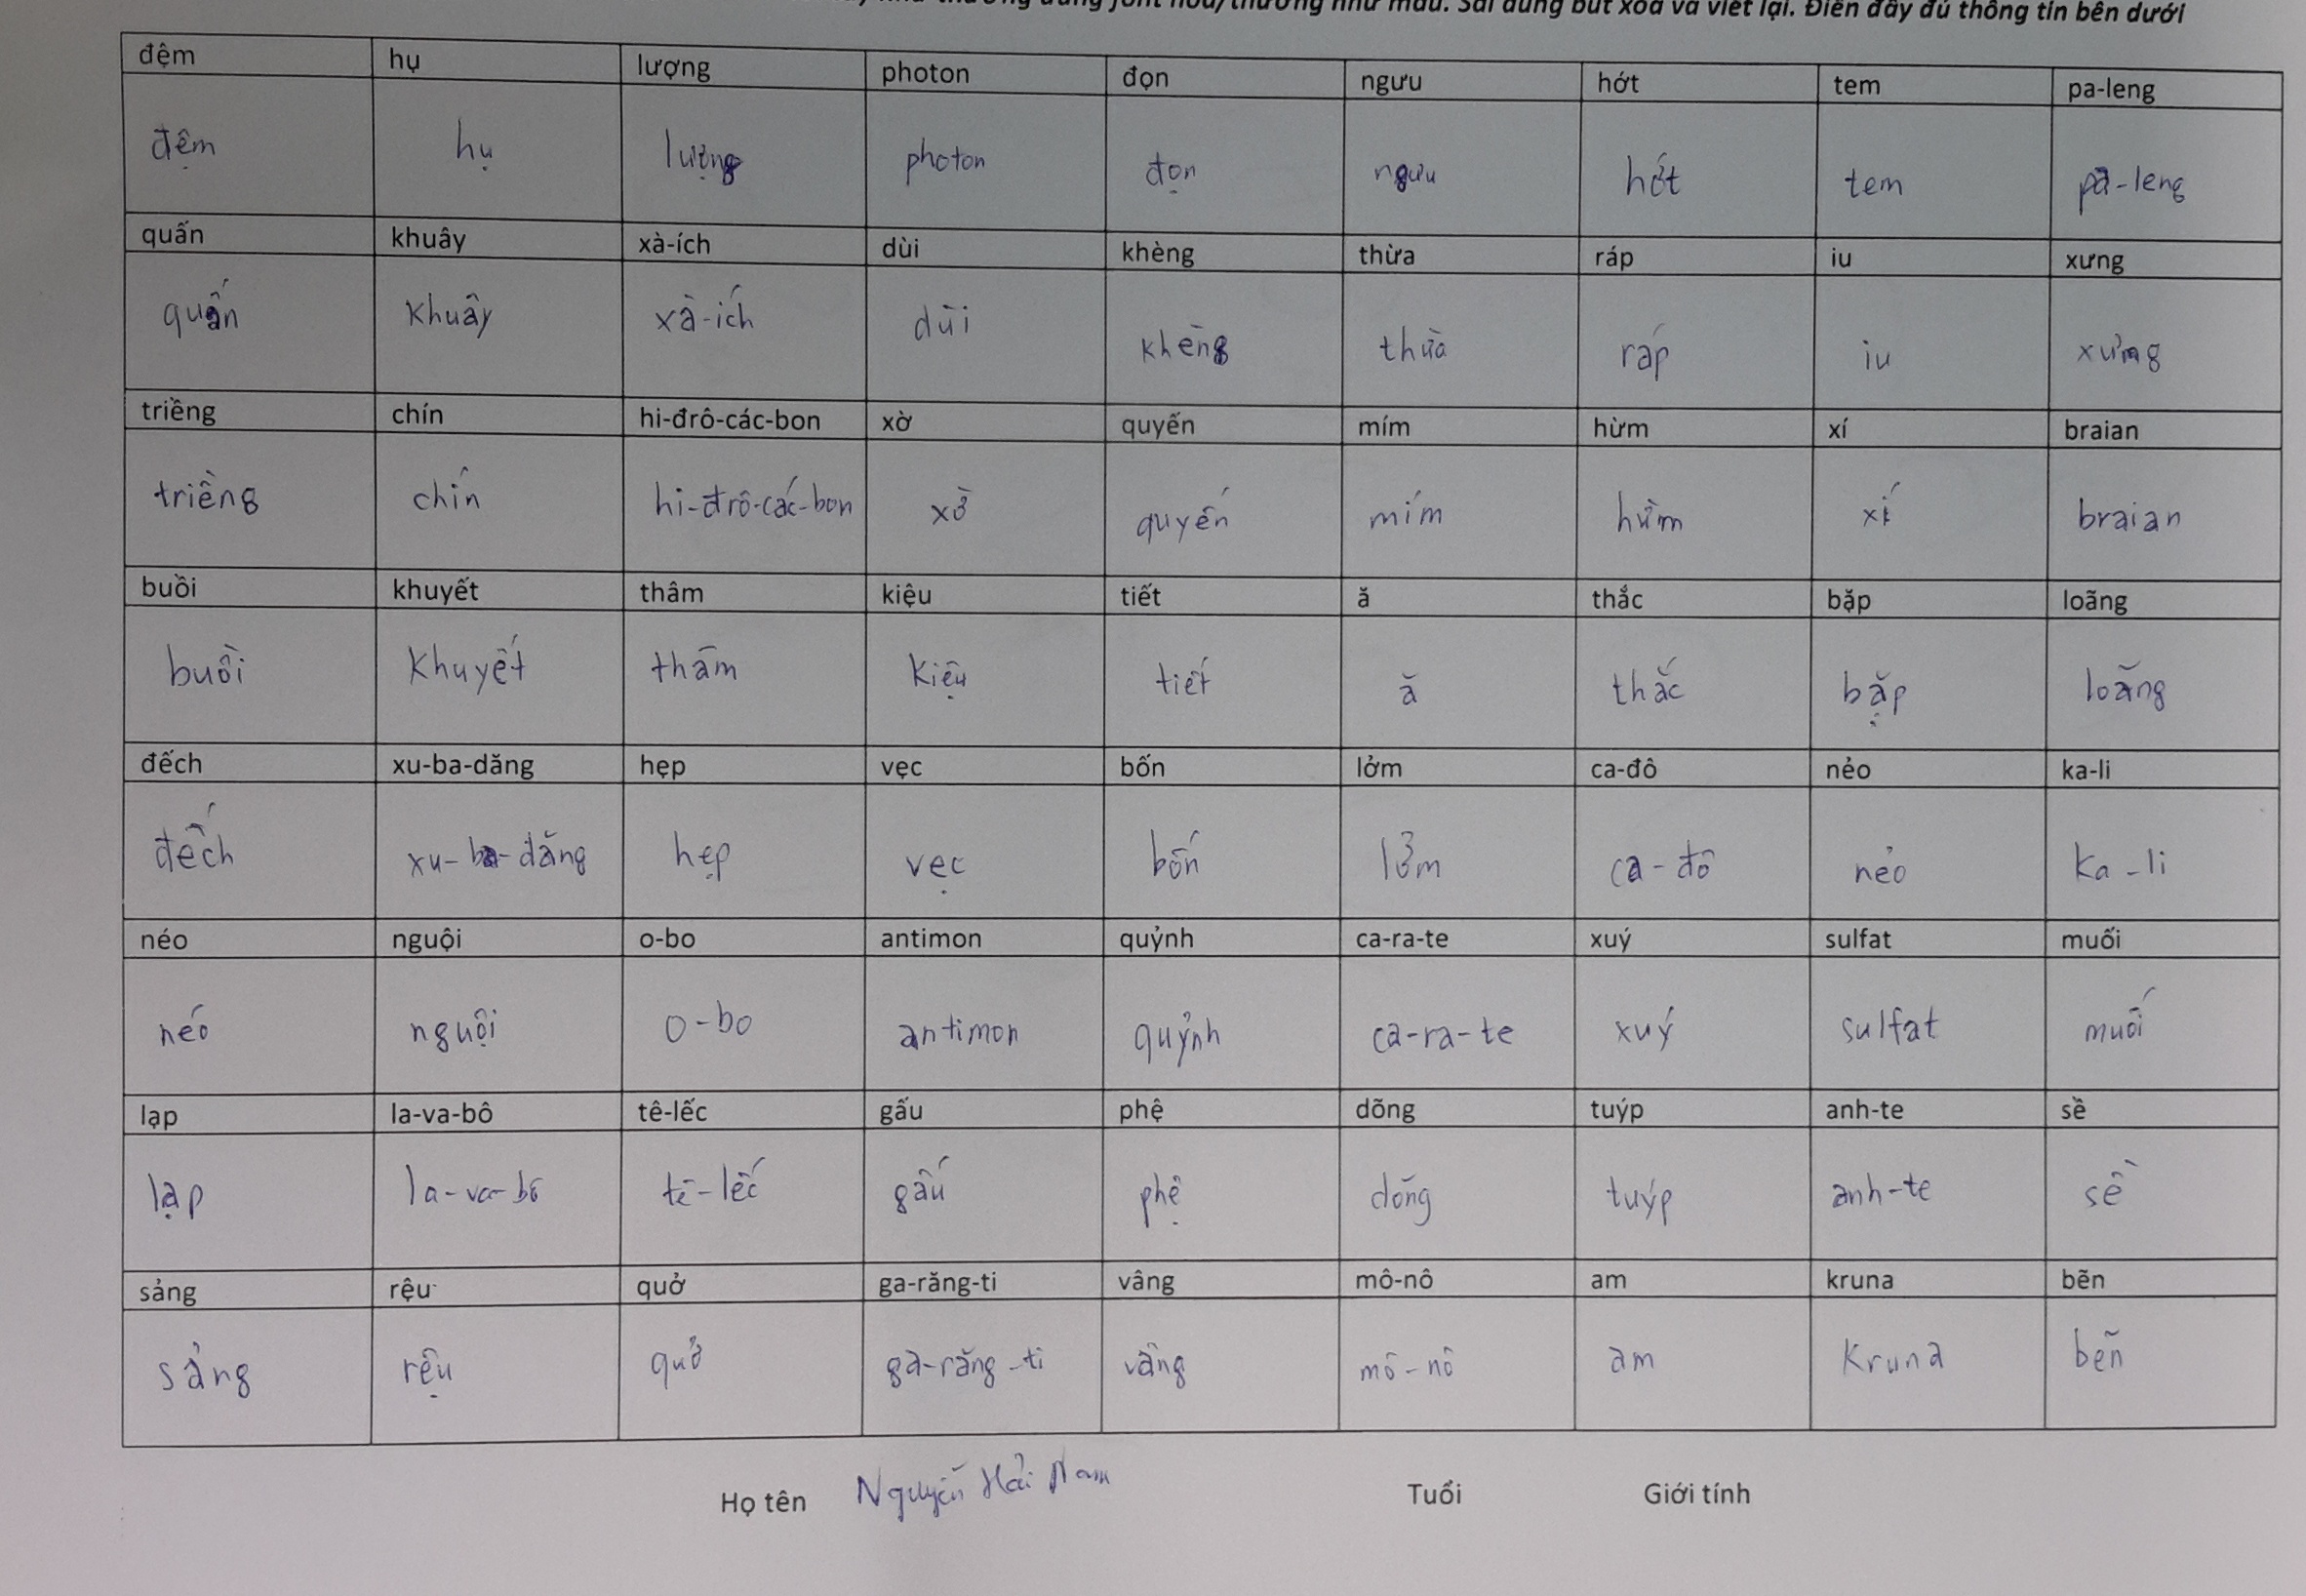 như thường dùng font hoa/thường như mẫu. Sai dùng bút xoá và viết lại. Điền đầy đủ thông tin bên dưới
đệm hụ lượng photon đọn ngưu hớt tem pa-leng
đệm hụ lượng photon đọn ngưu hớt tem pa-leng
quấn khuây xà-ích dùi khèng thừa ráp iu xưng
quấn khuây xà-ích dùi khèng thừa ráp iu xưng
triềng chín hi-đrô-các-bon xờ quyến mím hừm xí braian
triềng chín hi-đrô-các-bon xờ quyến mím hừm xí braian
buồi khuyết thâm kiệu tiết ă thắc bặp loãng
buồi khuyết thâm kiệu tiết ă thắc bặp loãng
đếch xu-ba-dăng hẹp vẹc bốn lởm ca-đô nẻo ka-li
đếch xu-ba-đăng hẹp vẹc bốn lởm ca-đô nẻo ka-li
néo nguội o-bo antimon quỷnh ca-ra-te xuý sulfat muối
néo nguội o-bo antimon quỷnh ca-ra-te xuý sulfat muối
lạp la-va-bô tê-lếc gấu phệ dõng tuýp anh-te sề
lạp la-va-bô tê-lếc gấu phệ dõng tuýp anh-te sề
sảng rệu quở ga-răng-ti vâng mô-nô am kruna bẽn
sảng rệu quở ga-răng-ti vâng mô-nô am kruna bẽn
Họ tên Nguyễn Hải Nam Tuổi Giới tính